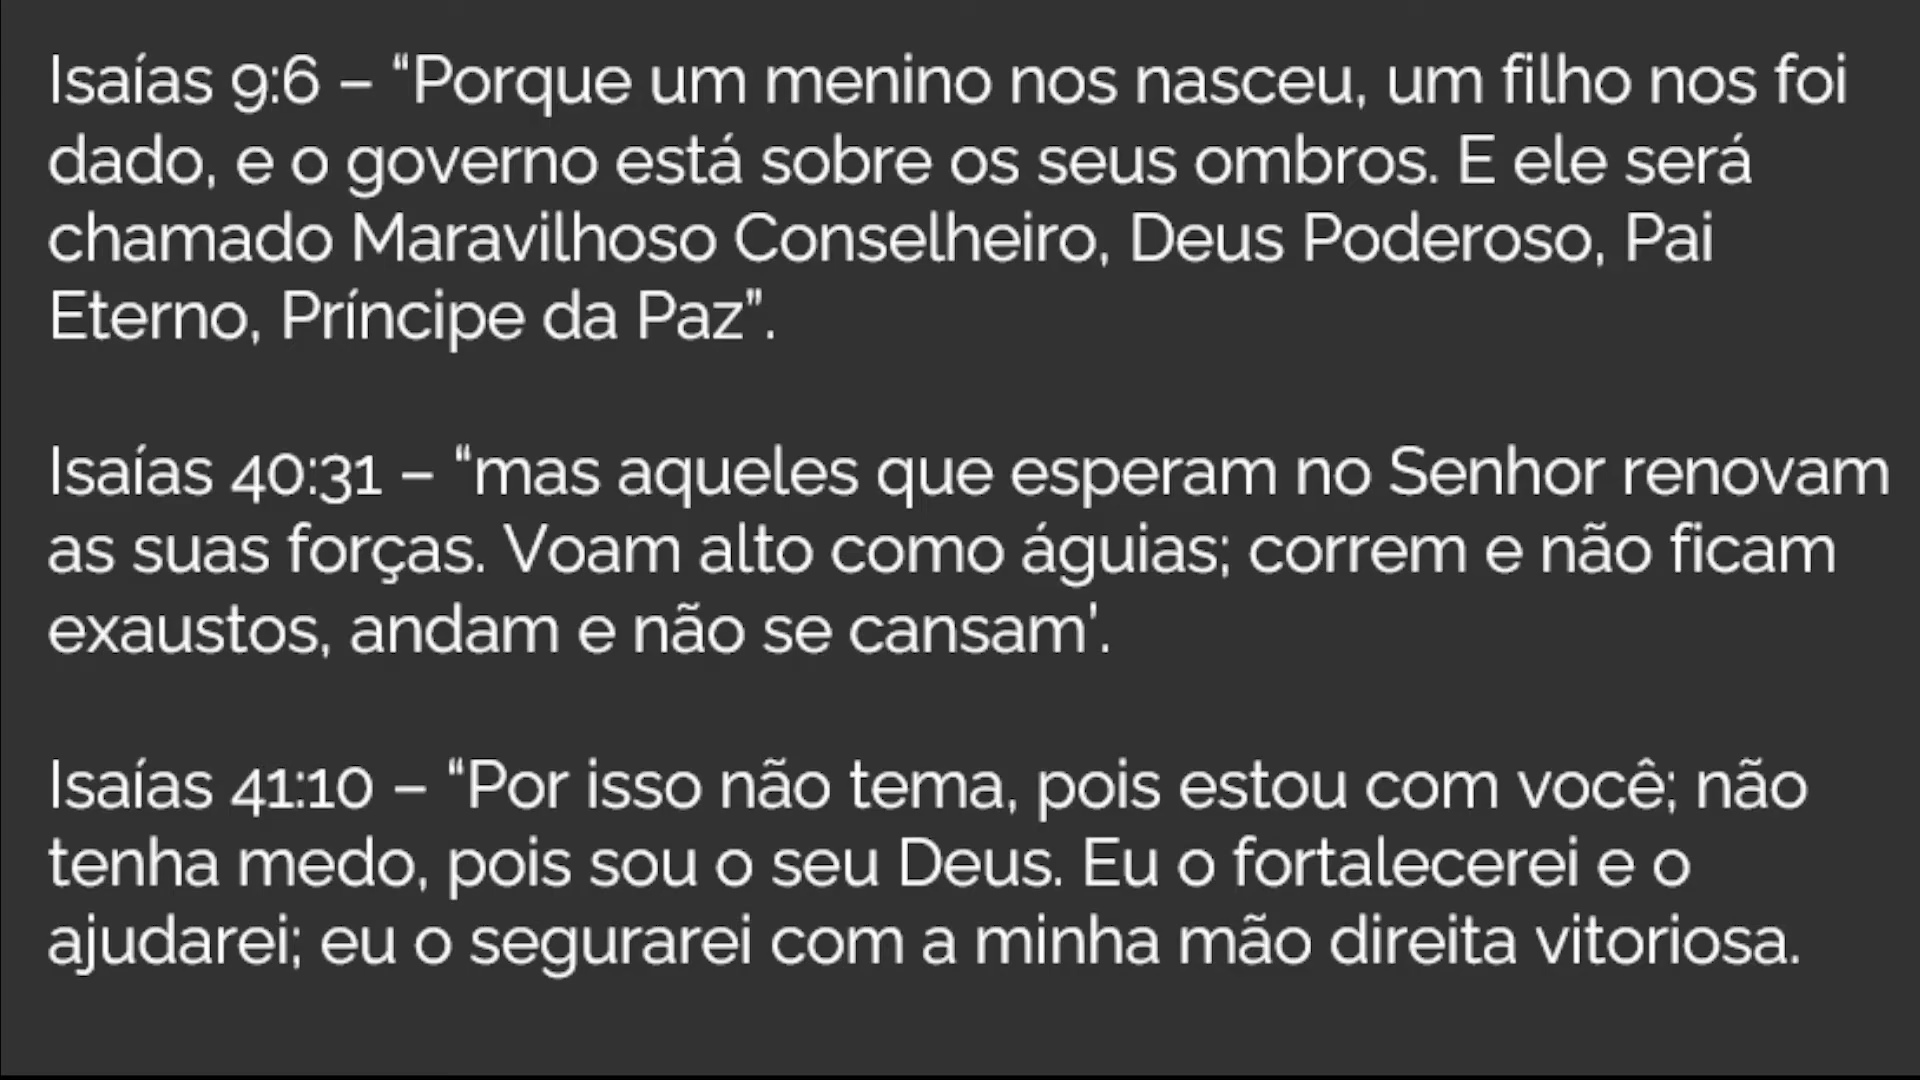 Isaías 9:6 – “Porque um menino nos nasceu, um filho nos foi
dado, e o governo está sobre os seus ombros. E ele será
chamado Maravilhoso Conselheiro, Deus Poderoso, Pai
Eterno, Príncipe da Paz”.
Isaías 40:31 – “mas aqueles que esperam no Senhor renovam
as suas forças. Voam alto como águias; correm e não ficam
exaustos, andam e não se cansam'.
Isaías 41:10 – “Por isso não tema, pois estou com você; não
tenha medo, pois sou o seu Deus. Eu o fortalecerei e o
ajudarei; eu o segurarei com a minha mão direita vitoriosa.